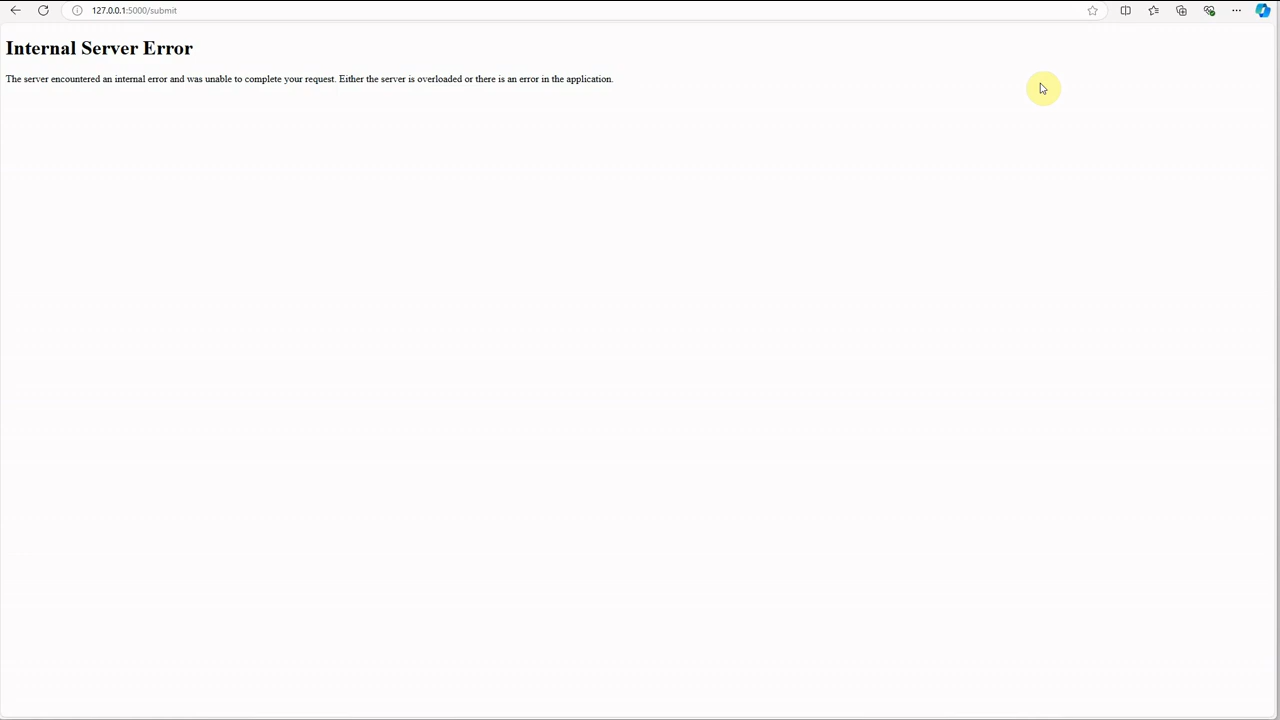 127.0.0.1:5000/submit
Internal Server Error
The server encountered an internal error and was unable to complete your request. Either the server is overloaded or there is an error in the application.